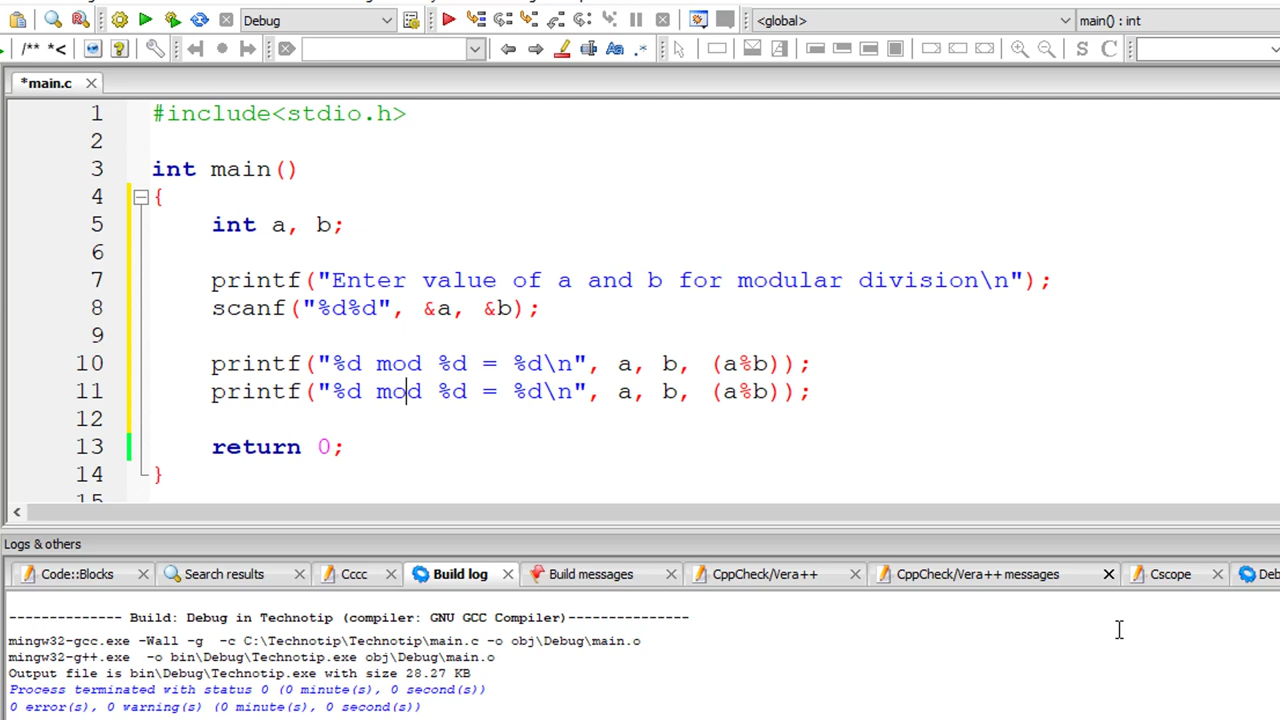 Debug
<global>
main() : int
/** *<
Aa
.*
S
C
*main.c
1 #include<stdio.h>
2
3 int main()
4 {
5 int a, b;
6
7 printf("Enter value of a and b for modular division\n");
8 scanf("%d%d", &a, &b);
9
10 printf("%d mod %d = %d\n", a, b, (a%b));
11 printf("%d mod %d = %d\n", a, b, (a%b));
12
13 return 0;
14 }
15
Logs & others
Code::Blocks
Search results
Cccc
Build log
Build messages
CppCheck/Vera++
CppCheck/Vera++ messages
Cscope
De
-------------- Build: Debug in Technotip (compiler: GNU GCC Compiler)---------------
mingw32-gcc.exe -Wall -g -c C:\Technotip\Technotip\main.c -o obj\Debug\main.o
mingw32-g++.exe -o bin\Debug\Technotip.exe obj\Debug\main.o
Output file is bin\Debug\Technotip.exe with size 28.27 KB
Process terminated with status 0 (0 minute(s), 0 second(s))
0 error(s), 0 warning(s) (0 minute(s), 0 second(s))